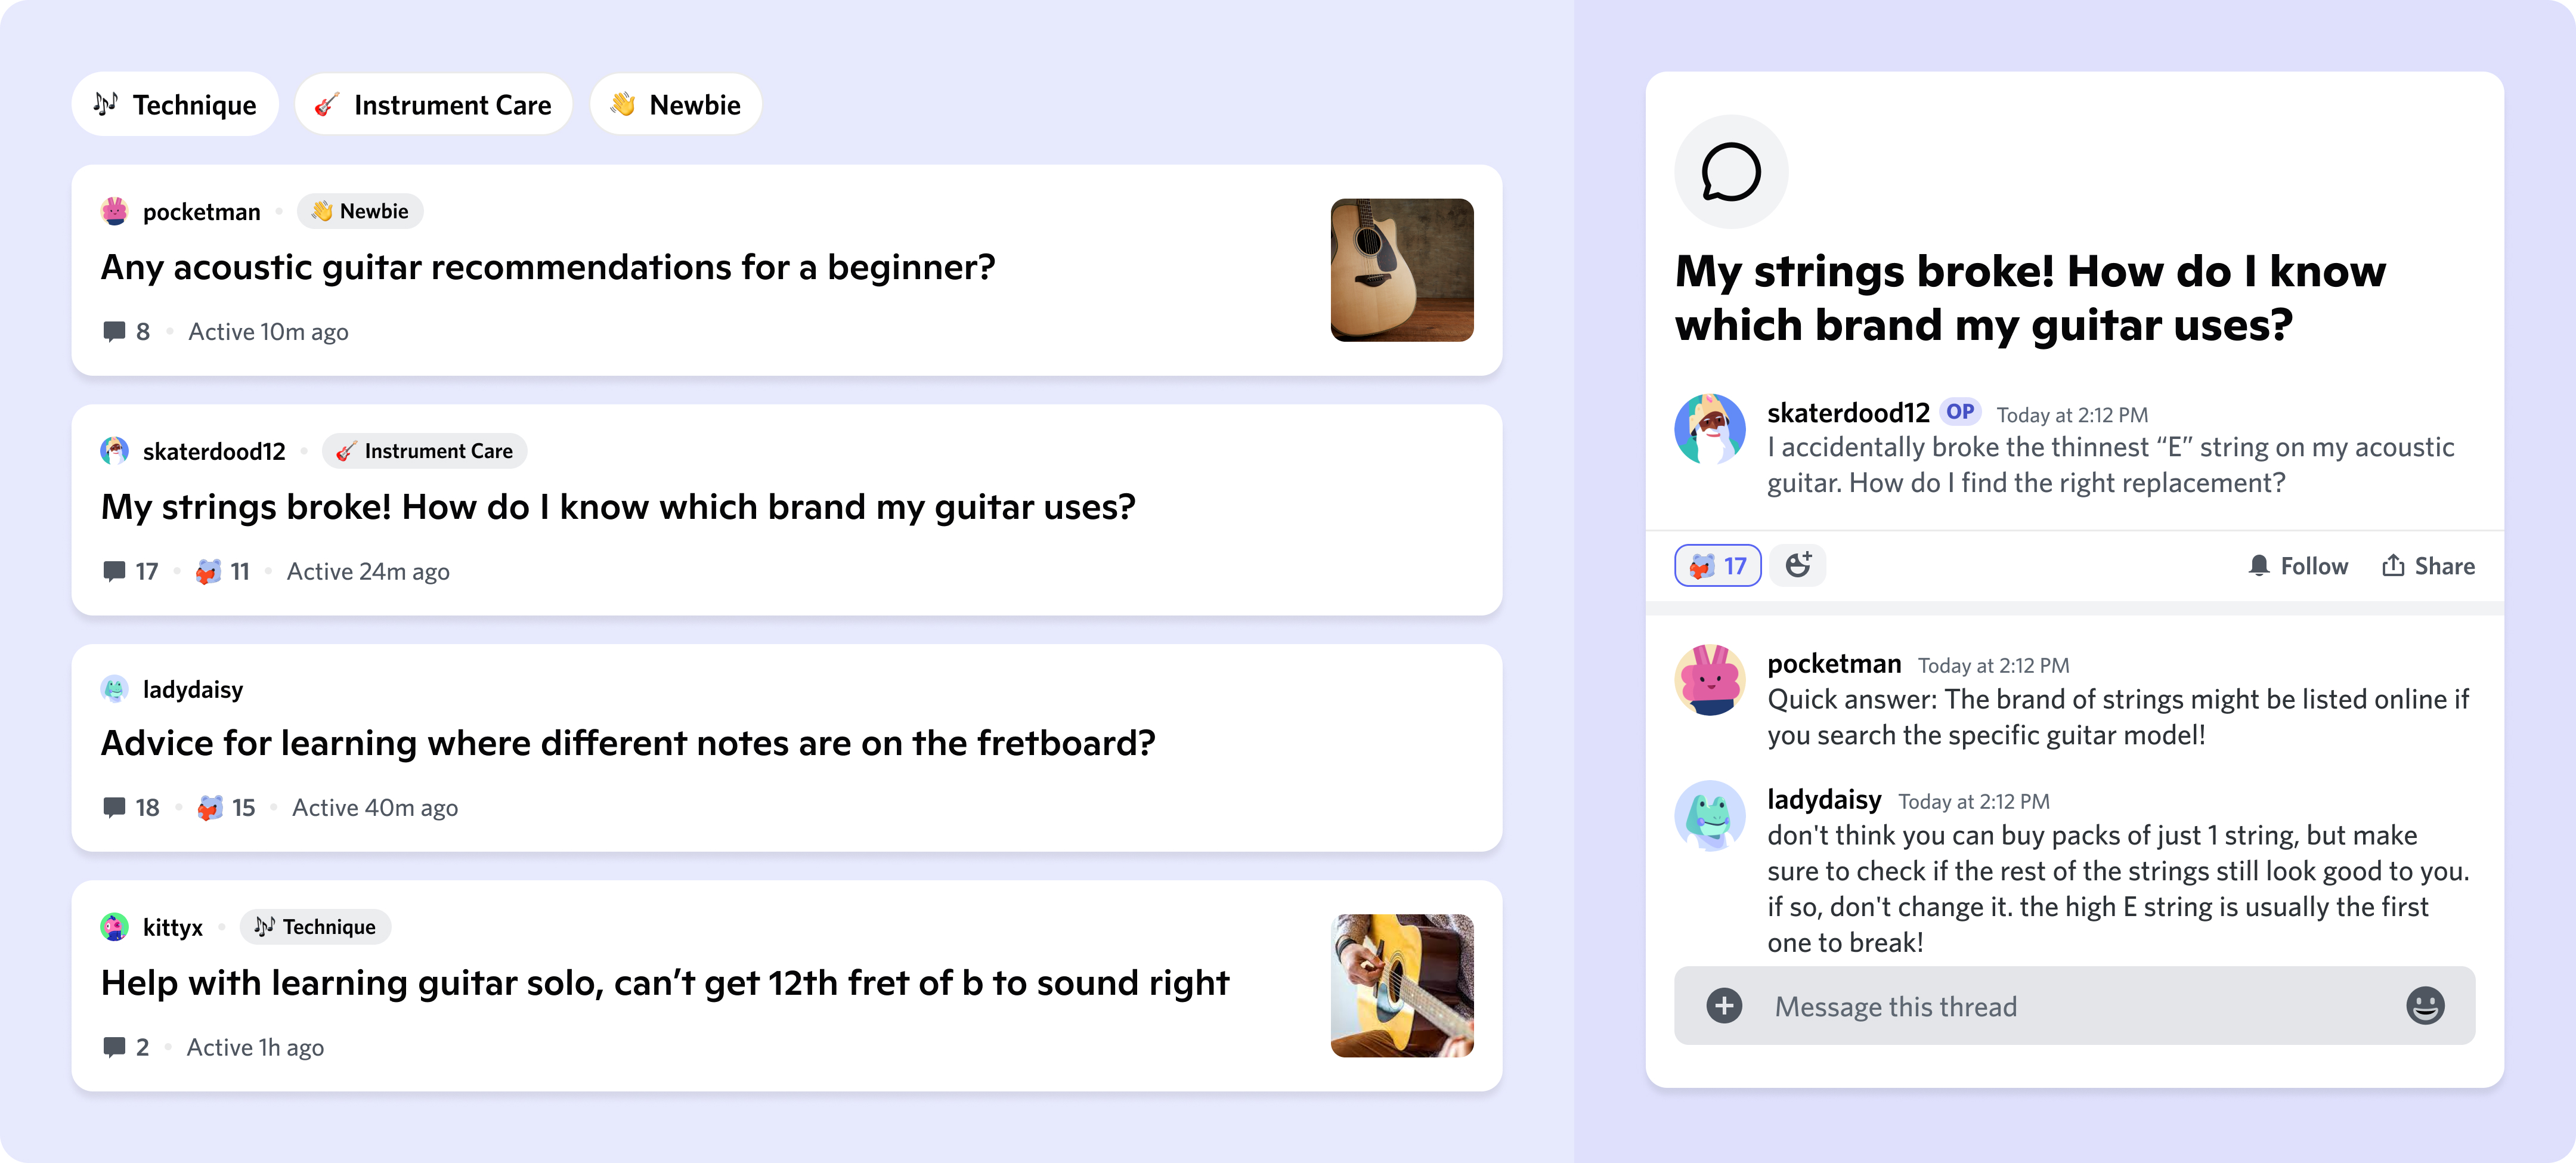 Technique
Instrument Care
Newbie
pocketman
Newbie
Any acoustic guitar recommendations for a beginner?
8
Active 10m ago
skaterdood12
Instrument Care
My strings broke! How do I know which brand my guitar uses?
17
11
Active 24m ago
ladydaisy
Advice for learning where different notes are on the fretboard?
18
15
Active 40m ago
kittyx
Technique
Help with learning guitar solo, can’t get 12th fret of b to sound right
2
Active 1h ago
My strings broke! How do I know
which brand my guitar uses?
skaterdood12 OP Today at 2:12 PM
I accidentally broke the thinnest “E” string on my acoustic
guitar. How do I find the right replacement?
17
Follow
Share
pocketman Today at 2:12 PM
Quick answer: The brand of strings might be listed online if
you search the specific guitar model!
ladydaisy Today at 2:12 PM
don't think you can buy packs of just 1 string, but make
sure to check if the rest of the strings still look good to you.
if so, don't change it. the high E string is usually the first
one to break!
Message this thread